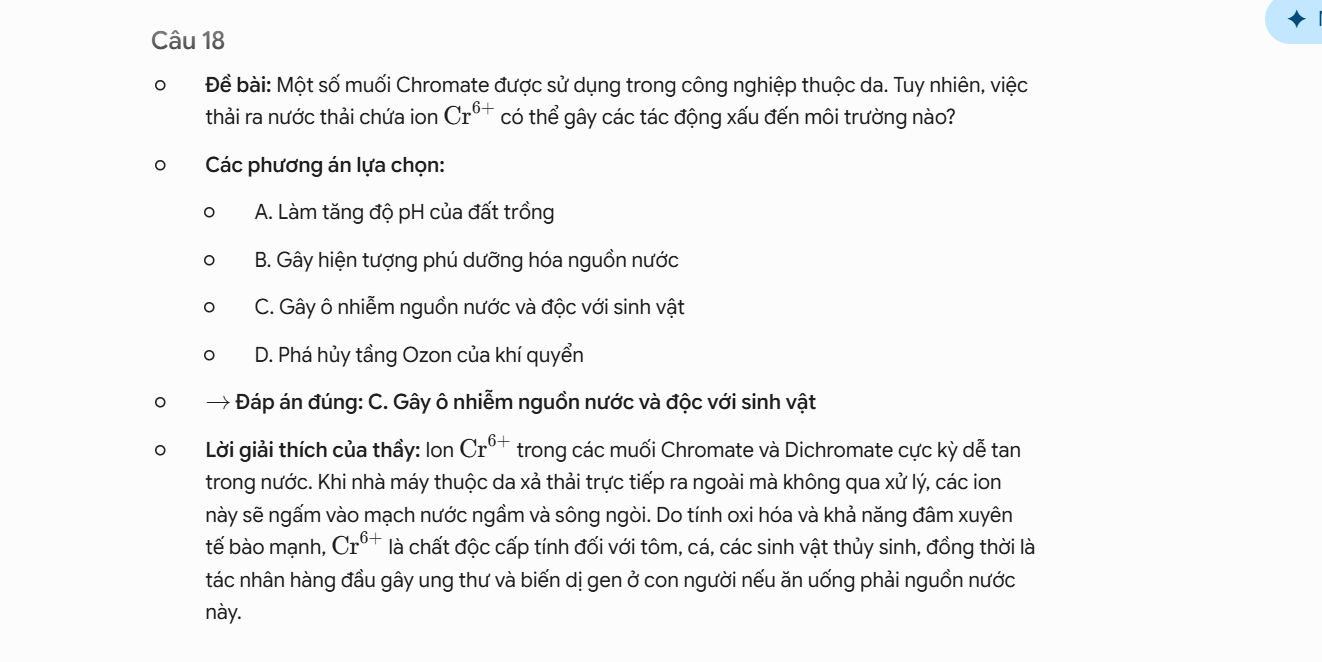 Câu 18
Đề bài: Một số muối Chromate được sử dụng trong công nghiệp thuộc da. Tuy nhiên, việc
thải ra nước thải chứa ion Cr⁶⁺ có thể gây các tác động xấu đến môi trường nào?
Các phương án lựa chọn:
A. Làm tăng độ pH của đất trồng
B. Gây hiện tượng phú dưỡng hóa nguồn nước
C. Gây ô nhiễm nguồn nước và độc với sinh vật
D. Phá hủy tầng Ozon của khí quyển
→ Đáp án đúng: C. Gây ô nhiễm nguồn nước và độc với sinh vật
Lời giải thích của thầy: Ion Cr⁶⁺ trong các muối Chromate và Dichromate cực kỳ dễ tan
trong nước. Khi nhà máy thuộc da xả thải trực tiếp ra ngoài mà không qua xử lý, các ion
này sẽ ngấm vào mạch nước ngầm và sông ngòi. Do tính oxi hóa và khả năng đâm xuyên
tế bào mạnh, Cr⁶⁺ là chất độc cấp tính đối với tôm, cá, các sinh vật thủy sinh, đồng thời là
tác nhân hàng đầu gây ung thư và biến dị gen ở con người nếu ăn uống phải nguồn nước
này.